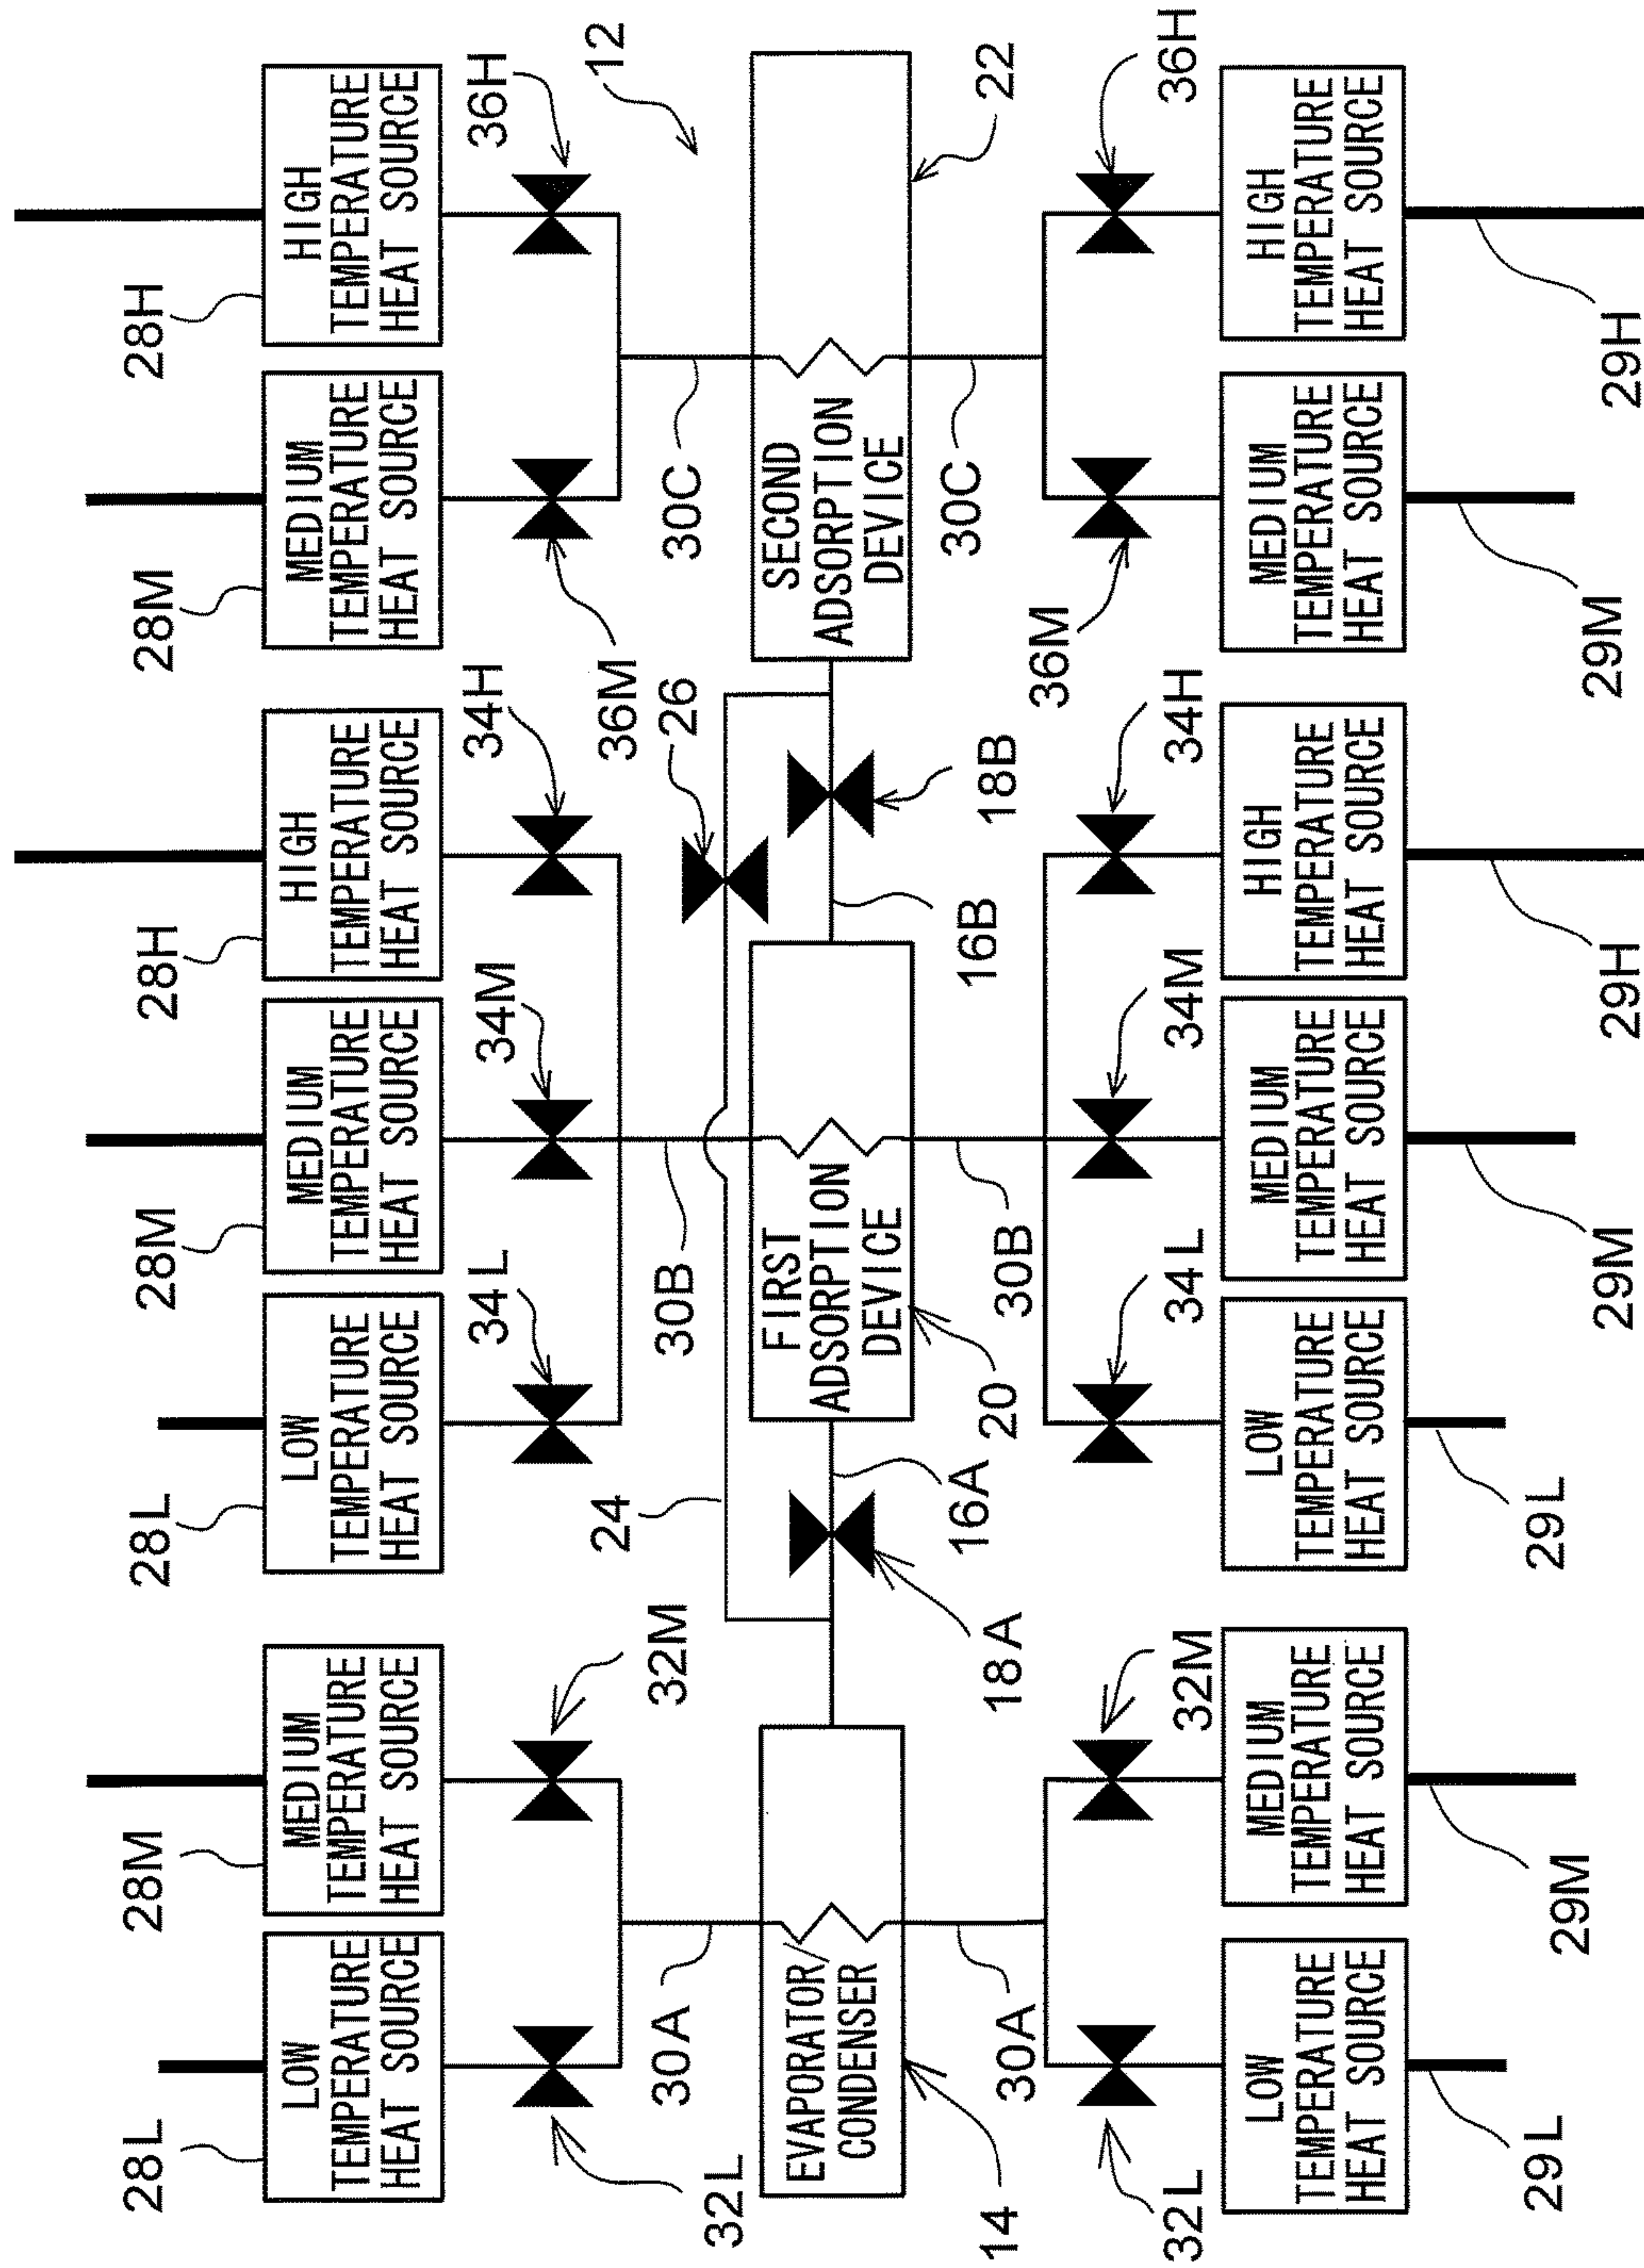 28L
28M
28L
28M
28H
28M
28H
LOW
TEMPERATURE
HEAT SOURCE
MEDIUM
TEMPERATURE
HEAT SOURCE
LOW
TEMPERATURE
HEAT SOURCE
MEDIUM
TEMPERATURE
HEAT SOURCE
HIGH
TEMPERATURE
HEAT SOURCE
MEDIUM
TEMPERATURE
HEAT SOURCE
HIGH
TEMPERATURE
HEAT SOURCE
32L
32M
34L
34M
34H
36M
36H
30A
24
30B
26
30C
12
EVAPORATOR/
CONDENSER
FIRST
ADSORPTION
DEVICE
SECOND
ADSORPTION
DEVICE
14
30A
18A
16A
20
30B
16B
18B
30C
22
32L
32M
34L
34M
34H
36M
36H
LOW
TEMPERATURE
HEAT SOURCE
MEDIUM
TEMPERATURE
HEAT SOURCE
LOW
TEMPERATURE
HEAT SOURCE
MEDIUM
TEMPERATURE
HEAT SOURCE
HIGH
TEMPERATURE
HEAT SOURCE
MEDIUM
TEMPERATURE
HEAT SOURCE
HIGH
TEMPERATURE
HEAT SOURCE
29L
29M
29L
29M
29H
29M
29H